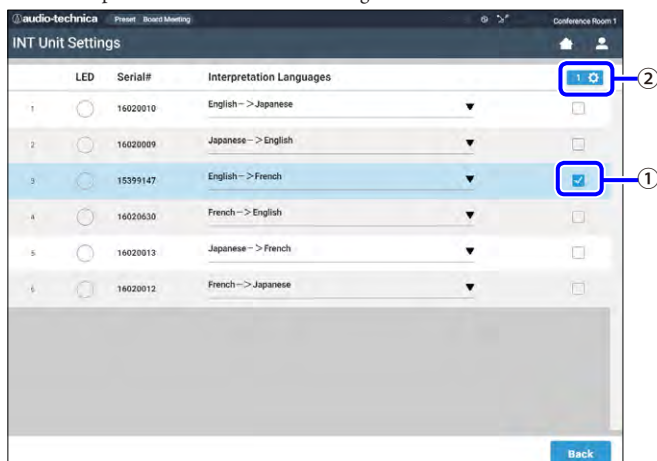 audio-technica Preset Board Meeting Conference Room 1
INT Unit Settings
LED Serial# Interpretation Languages 1
②
1 16020010 English->Japanese ▼
2 16020009 Japanese->English ▼
3 15399147 English->French ▼
①
4 16020630 French->English ▼
5 16020013 Japanese->French ▼
6 16020012 French->Japanese ▼
Back